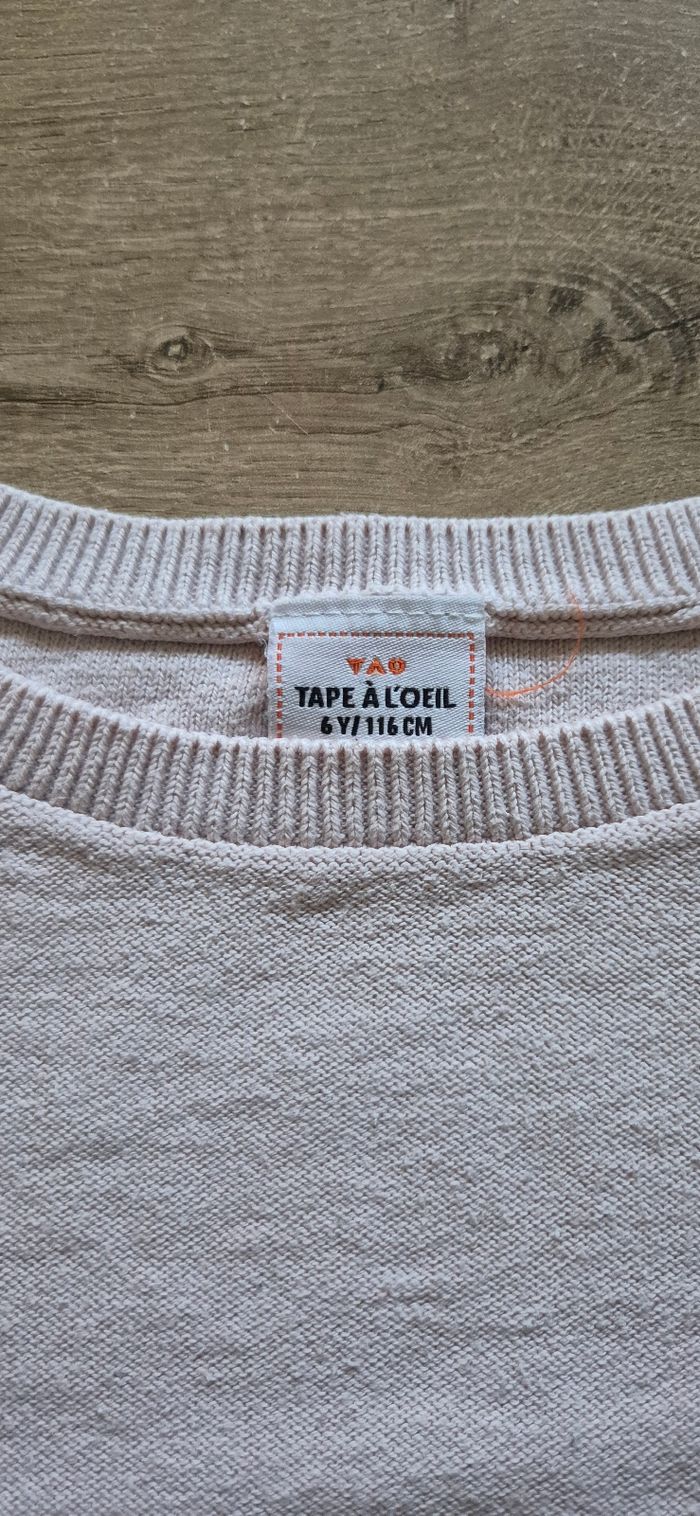 TAO
TAPE À L'OEIL
6 Y/116 CM